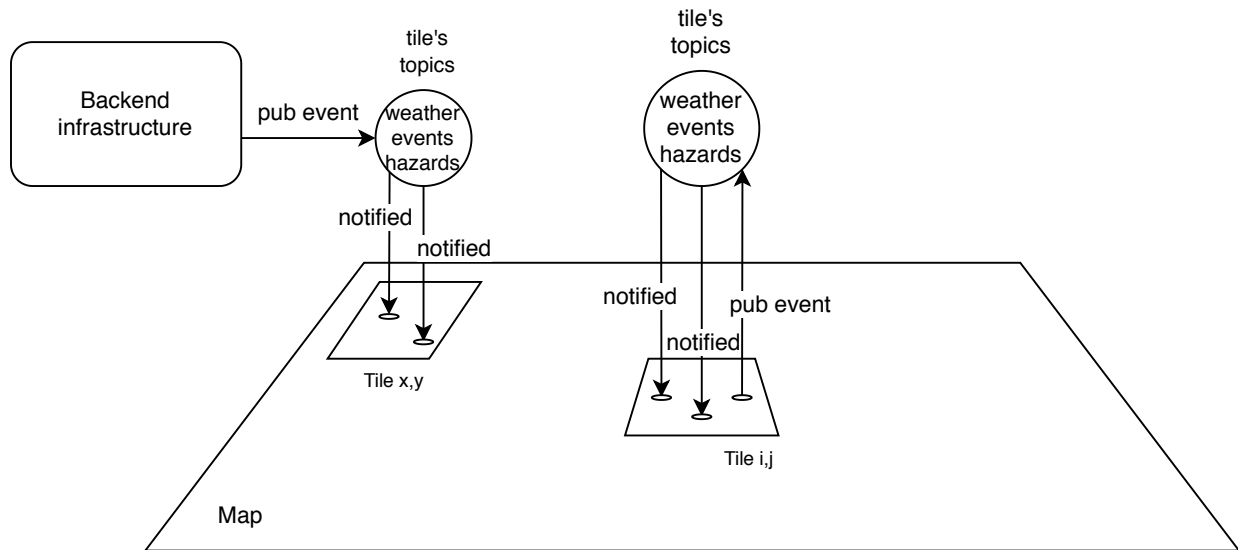 tile's
topics
tile's
topics
Backend
infrastructure
pub event
weather
events
hazards
weather
events
hazards
notified
notified
notified
pub event
notified
Tile x,y
Tile i,j
Map